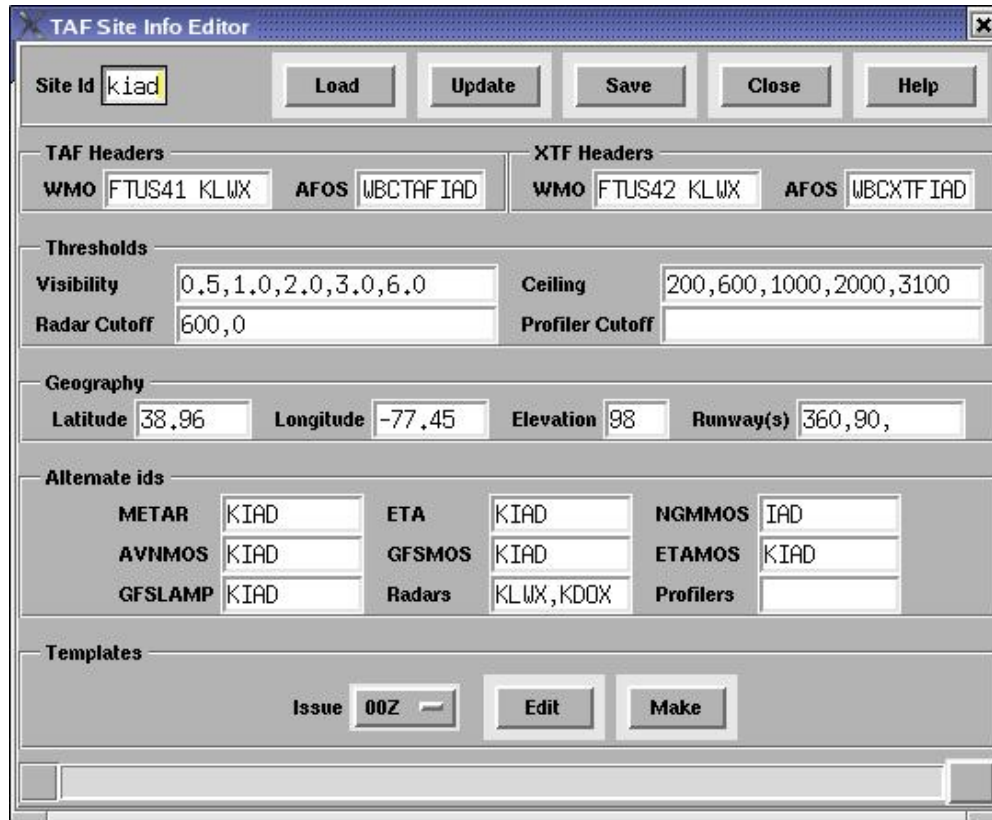 TAF Site Info Editor
Site Id kiad Load Update Save Close Help
TAF Headers XTF Headers
WMO FTUS41 KLWX AFOS WBCTAFIAD WMO FTUS42 KLWX AFOS WBCXTFIAD
Thresholds
Visibility 0.5,1.0,2.0,3.0,6.0 Ceiling 200,600,1000,2000,3100
Radar Cutoff 600,0 Profiler Cutoff
Geography
Latitude 38.96 Longitude -77.45 Elevation 98 Runway(s) 360,90,
Alternate ids
METAR KIAD ETA KIAD NGMMOS IAD
AVNMOS KIAD GFSMOS KIAD ETAMOS KIAD
GFSLAMP KIAD Radars KLWX,KDOX Profilers
Templates
Issue 00Z Edit Make